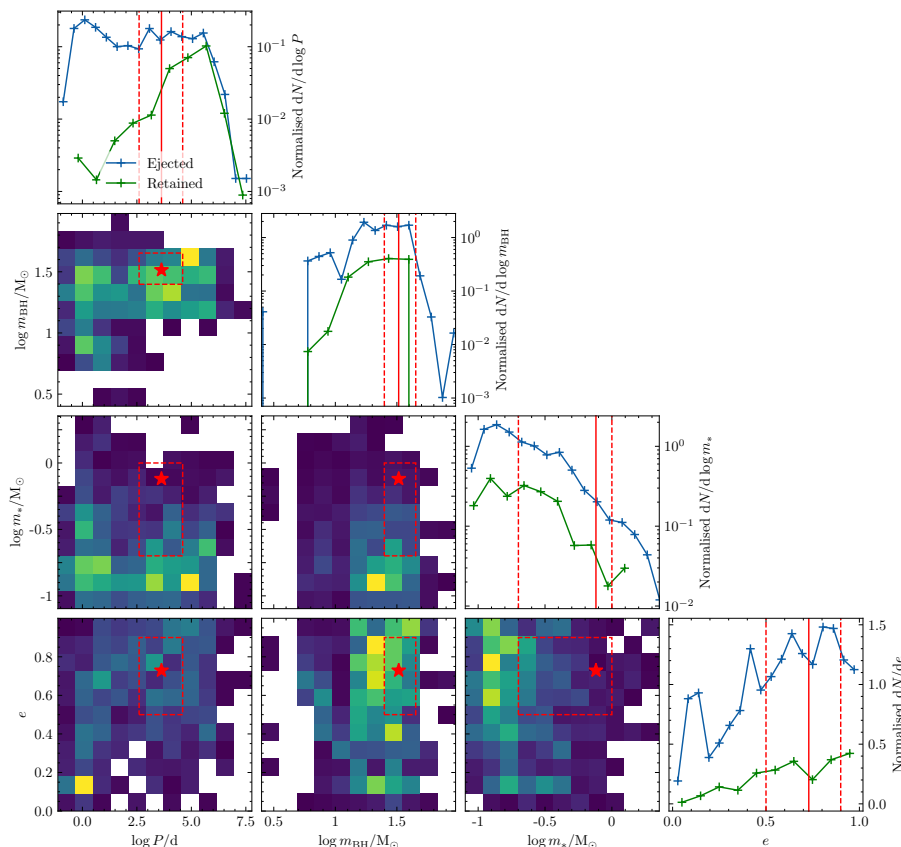 10⁻¹
10⁻²
10⁻³
Normalised dN/d log P
Ejected
Retained
log m_BH/M_⊙
1.5
1
0.5
10⁰
10⁻¹
10⁻²
10⁻³
Normalised dN/d log m_BH
log m_*/M_⊙
0
-0.5
-1
10⁰
10⁻¹
10⁻²
Normalised dN/d log m_*
e
0.8
0.6
0.4
0.2
0.0
1.5
1.0
0.5
0.0
Normalised dN/de
0.0 2.5 5.0 7.5
log P/d
0.5 1.0 1.5
log m_BH/M_⊙
-1 -0.5 0
log m_*/M_⊙
0.0 0.5 1.0
e